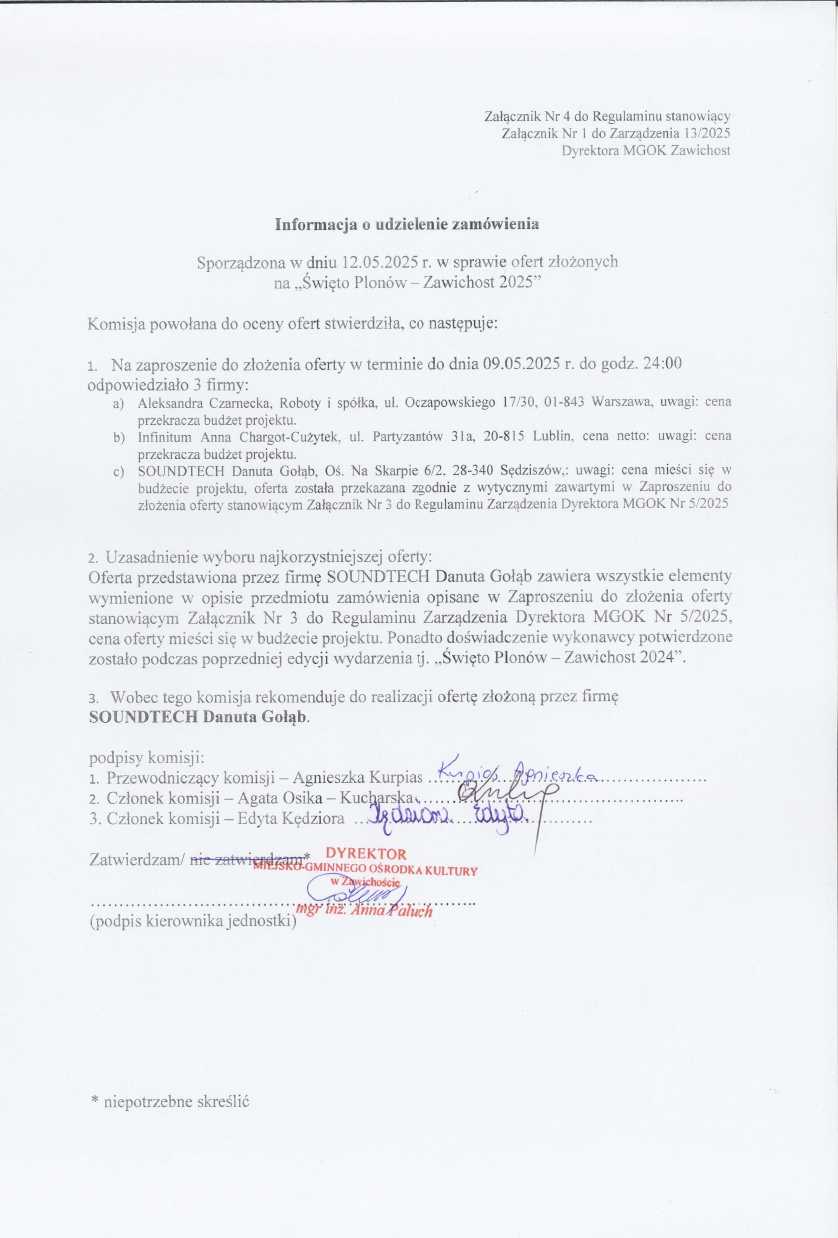 Załącznik Nr 4 do Regulaminu stanowiący
Załącznik Nr 1 do Zarządzenia 13/2025
Dyrektora MGOK Zawichost
Informacja o udzielenie zamówienia
Sporządzona w dniu 12.05.2025 r. w sprawie ofert złożonych
na „Święto Plonów – Zawichost 2025”
Komisja powołana do oceny ofert stwierdziła, co następuje:
1. Na zaproszenie do złożenia oferty w terminie do dnia 09.05.2025 r. do godz. 24:00
odpowiedziało 3 firmy:
a) Aleksandra Czarnecka, Roboty i spółka, ul. Oczapowskiego 17/30, 01-843 Warszawa, uwagi: cena
przekracza budżet projektu.
b) Infinitum Anna Chargot-Cużytek, ul. Partyzantów 31a, 20-815 Lublin, cena netto: uwagi: cena
przekracza budżet projektu.
c) SOUNDTECH Danuta Gołąb, Oś. Na Skarpie 6/2. 28-340 Sędziszów,: uwagi: cena mieści się w
budżecie projektu, oferta została przekazana zgodnie z wytycznymi zawartymi w Zaproszeniu do
złożenia oferty stanowiącym Załącznik Nr 3 do Regulaminu Zarządzenia Dyrektora MGOK Nr 5/2025
2. Uzasadnienie wyboru najkorzystniejszej oferty:
Oferta przedstawiona przez firmę SOUNDTECH Danuta Gołąb zawiera wszystkie elementy
wymienione w opisie przedmiotu zamówienia opisane w Zaproszeniu do złożenia oferty
stanowiącym Załącznik Nr 3 do Regulaminu Zarządzenia Dyrektora MGOK Nr 5/2025,
cena oferty mieści się w budżecie projektu. Ponadto doświadczenie wykonawcy potwierdzone
zostało podczas poprzedniej edycji wydarzenia tj. „Święto Plonów – Zawichost 2024”.
3. Wobec tego komisja rekomenduje do realizacji ofertę złożoną przez firmę
SOUNDTECH Danuta Gołąb.
podpisy komisji:
1. Przewodniczący komisji – Agnieszka Kurpias Kurpias Agnieszka
2. Członek komisji – Agata Osika – Kucharska
3. Członek komisji – Edyta Kędziora Kędziora Edyta
Zatwierdzam/ nie zatwierdzam*
DYREKTOR
MIEJSKO-GMINNEGO OŚRODKA KULTURY
w Zawichoście
mgr inż. Anna Paluch
(podpis kierownika jednostki)
* niepotrzebne skreślić